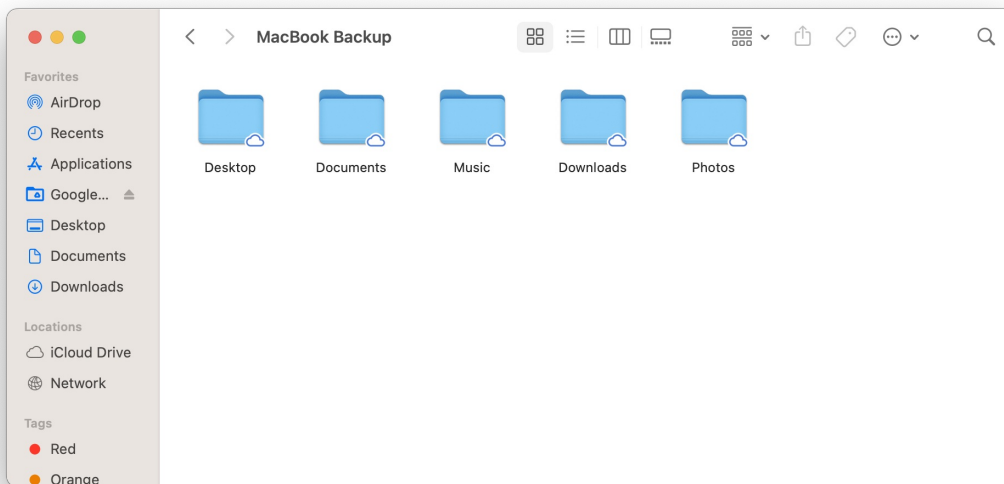 MacBook Backup
Favorites
AirDrop
Recents
Applications
Google...
Desktop
Documents
Downloads
Locations
iCloud Drive
Network
Tags
Red
Orange
Desktop
Documents
Music
Downloads
Photos